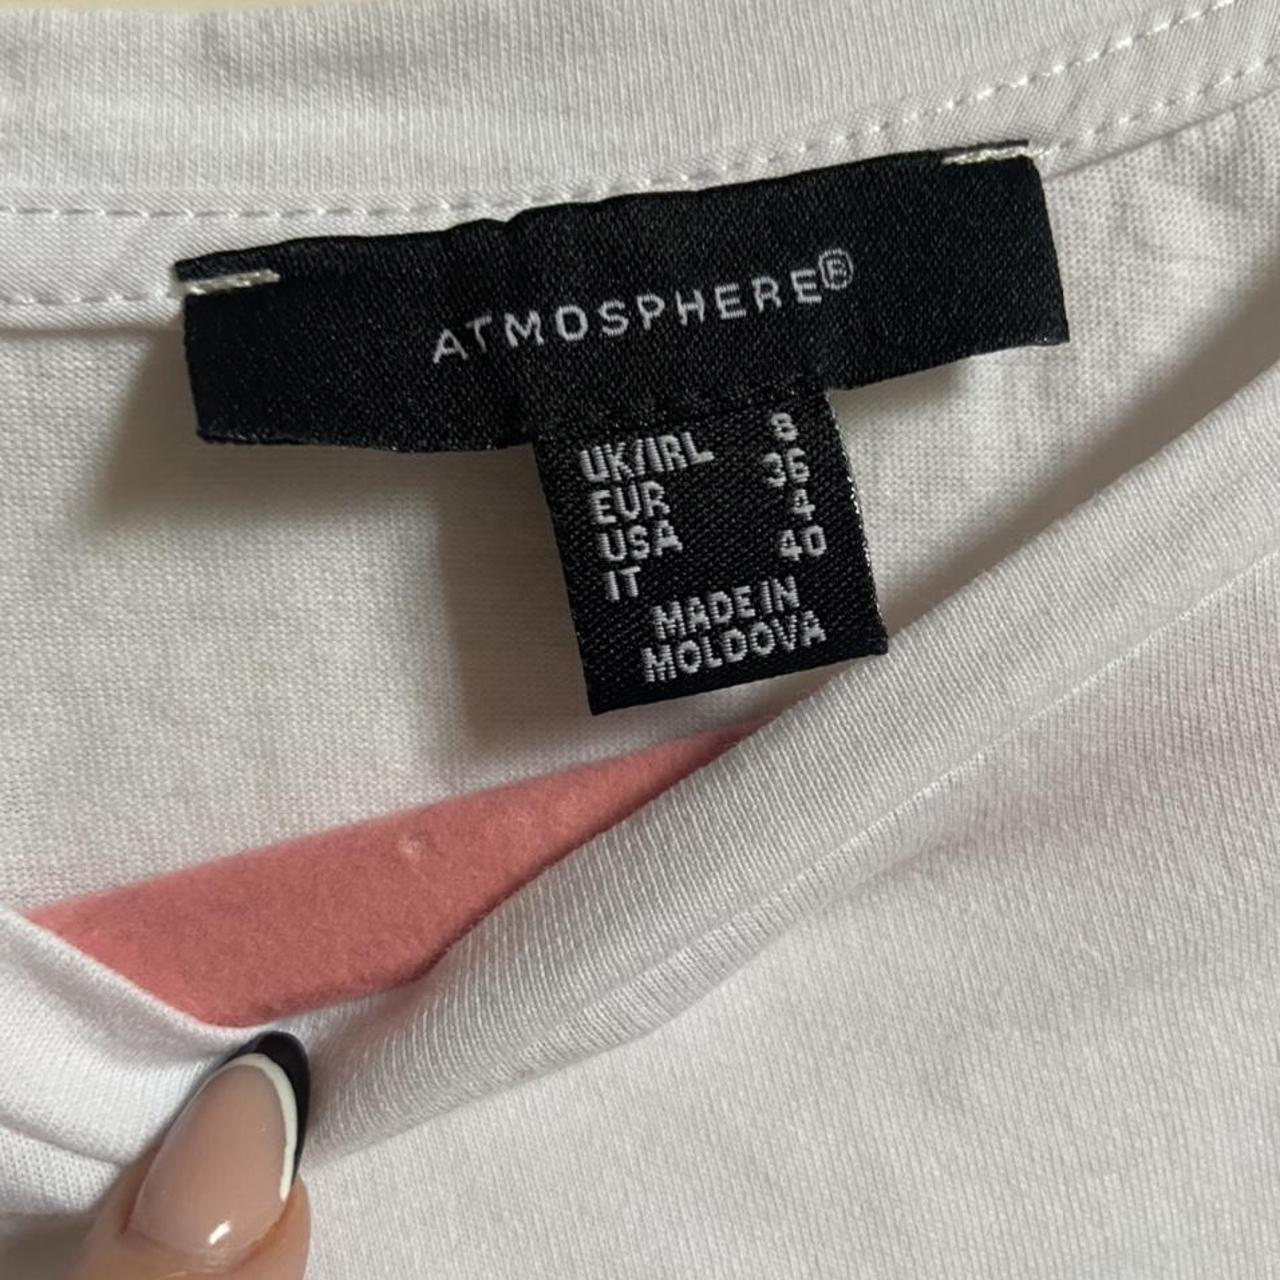 ATMOSPHERE®
UK/IRL 8
EUR 36
USA 4
IT 40
MADE IN
MOLDOVA